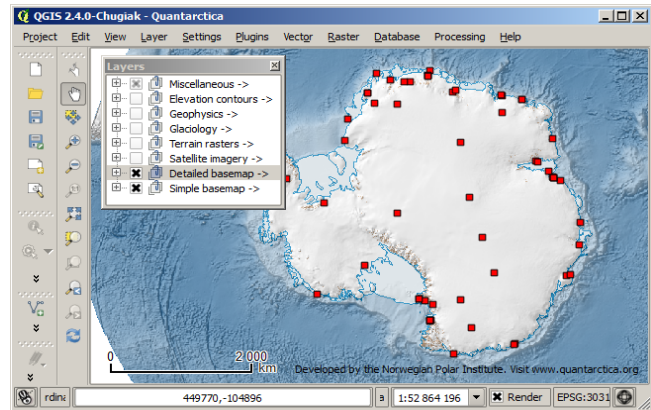 QGIS 2.4.0-Chugiak - Quantarctica
Project Edit View Layer Settings Plugins Vector Raster Database Processing Help
Layers
Miscellaneous ->
Elevation contours ->
Geophysics ->
Glaciology ->
Terrain rasters ->
Satellite imagery ->
Detailed basemap ->
Simple basemap ->
0 2 000
km
Developed by the Norwegian Polar Institute. Visit www.quantarctica.org
rdina 449770,-104896 1:52 864 196 Render EPSG:3031